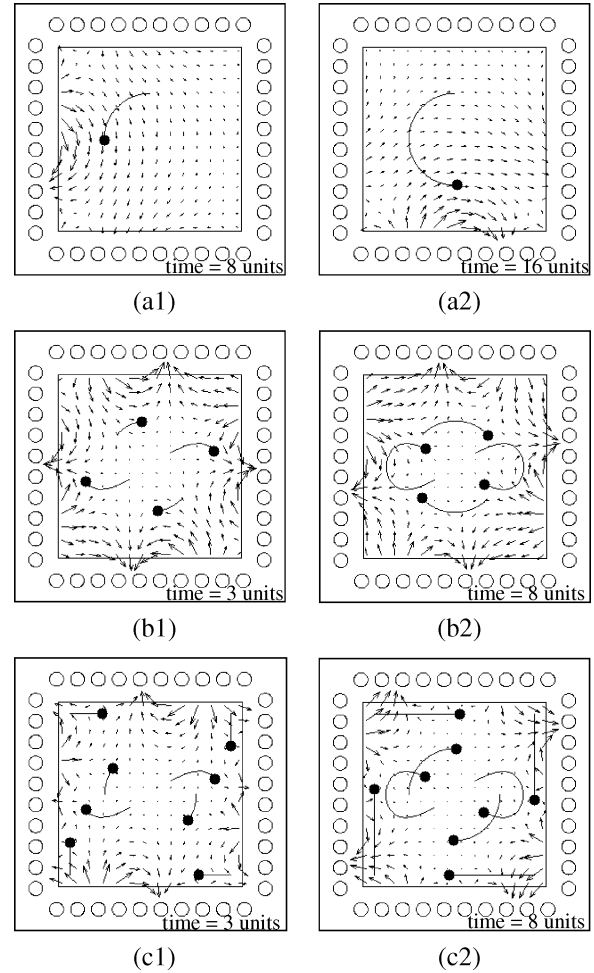 time = 8 units
time = 16 units
(a1)
(a2)
time = 3 units
time = 8 units
(b1)
(b2)
time = 3 units
time = 8 units
(c1)
(c2)